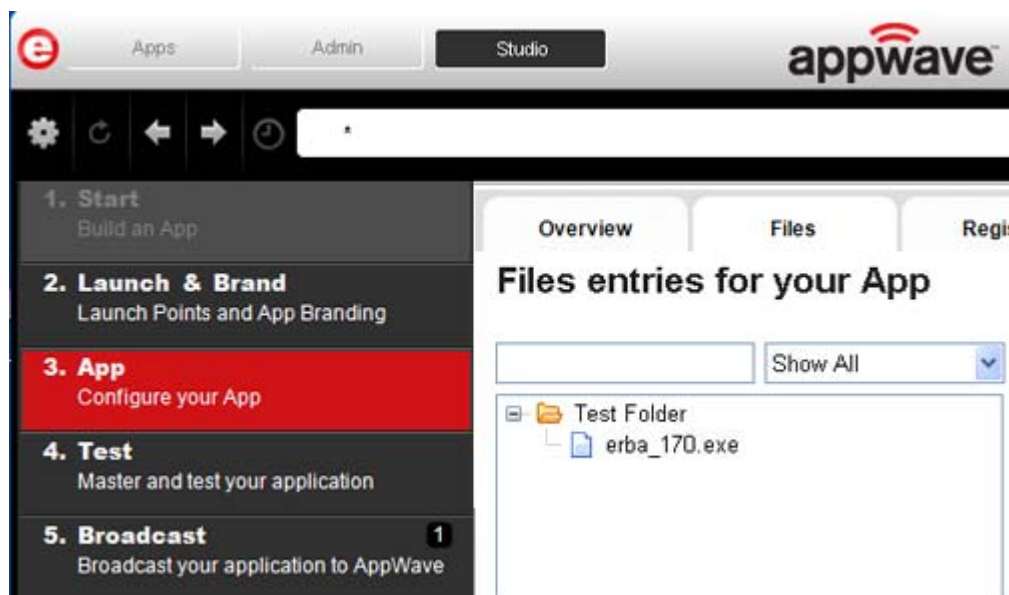 e
Apps
Admin
Studio
appwave™
*
1. Start
Build an App
2. Launch & Brand
Launch Points and App Branding
3. App
Configure your App
4. Test
Master and test your application
5. Broadcast 1
Broadcast your application to AppWave
Overview
Files
Regis
Files entries for your App
Show All
Test Folder
erba_170.exe